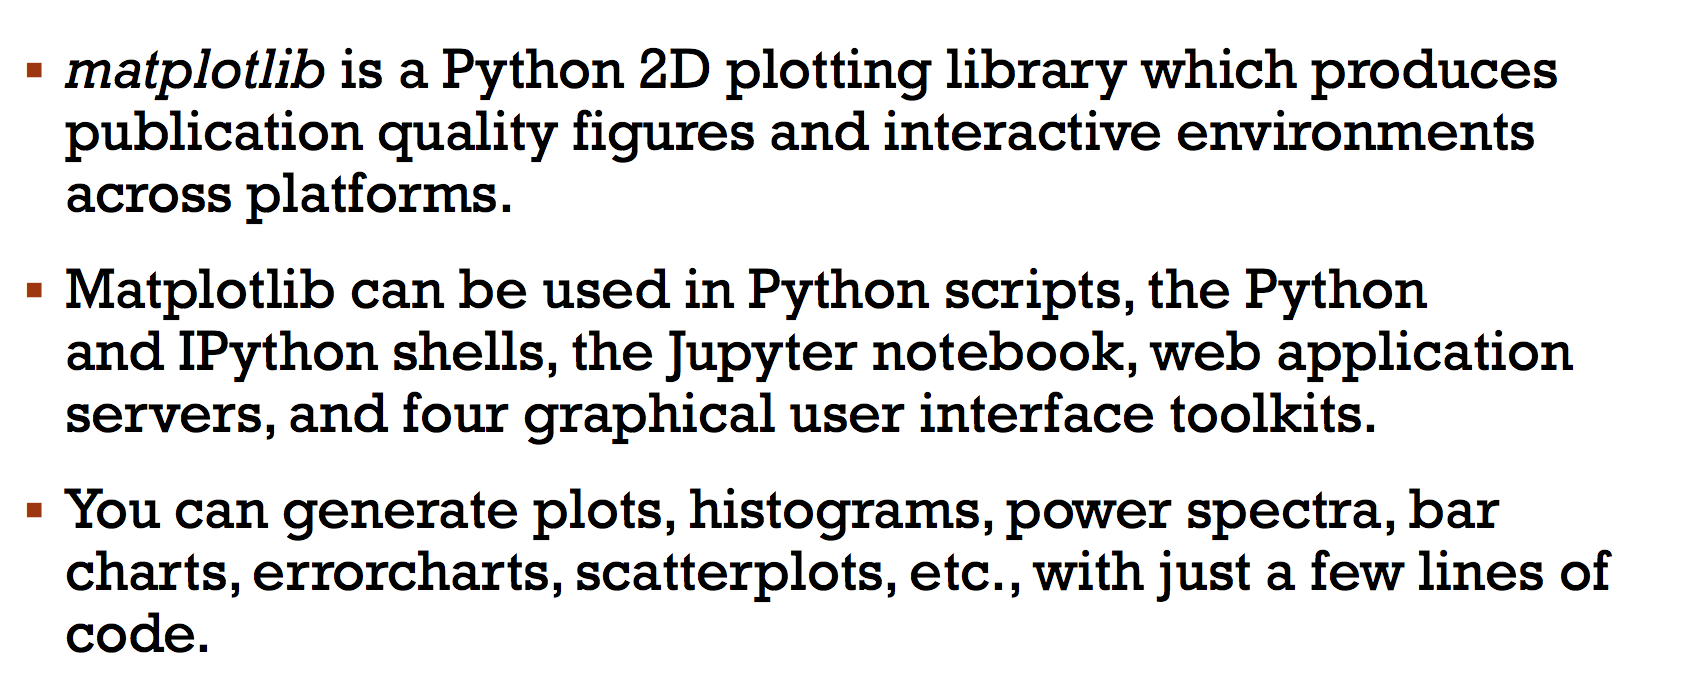 matplotlib is a Python 2D plotting library which produces
publication quality figures and interactive environments
across platforms.
Matplotlib can be used in Python scripts, the Python
and IPython shells, the Jupyter notebook, web application
servers, and four graphical user interface toolkits.
You can generate plots, histograms, power spectra, bar
charts, errorcharts, scatterplots, etc., with just a few lines of
code.